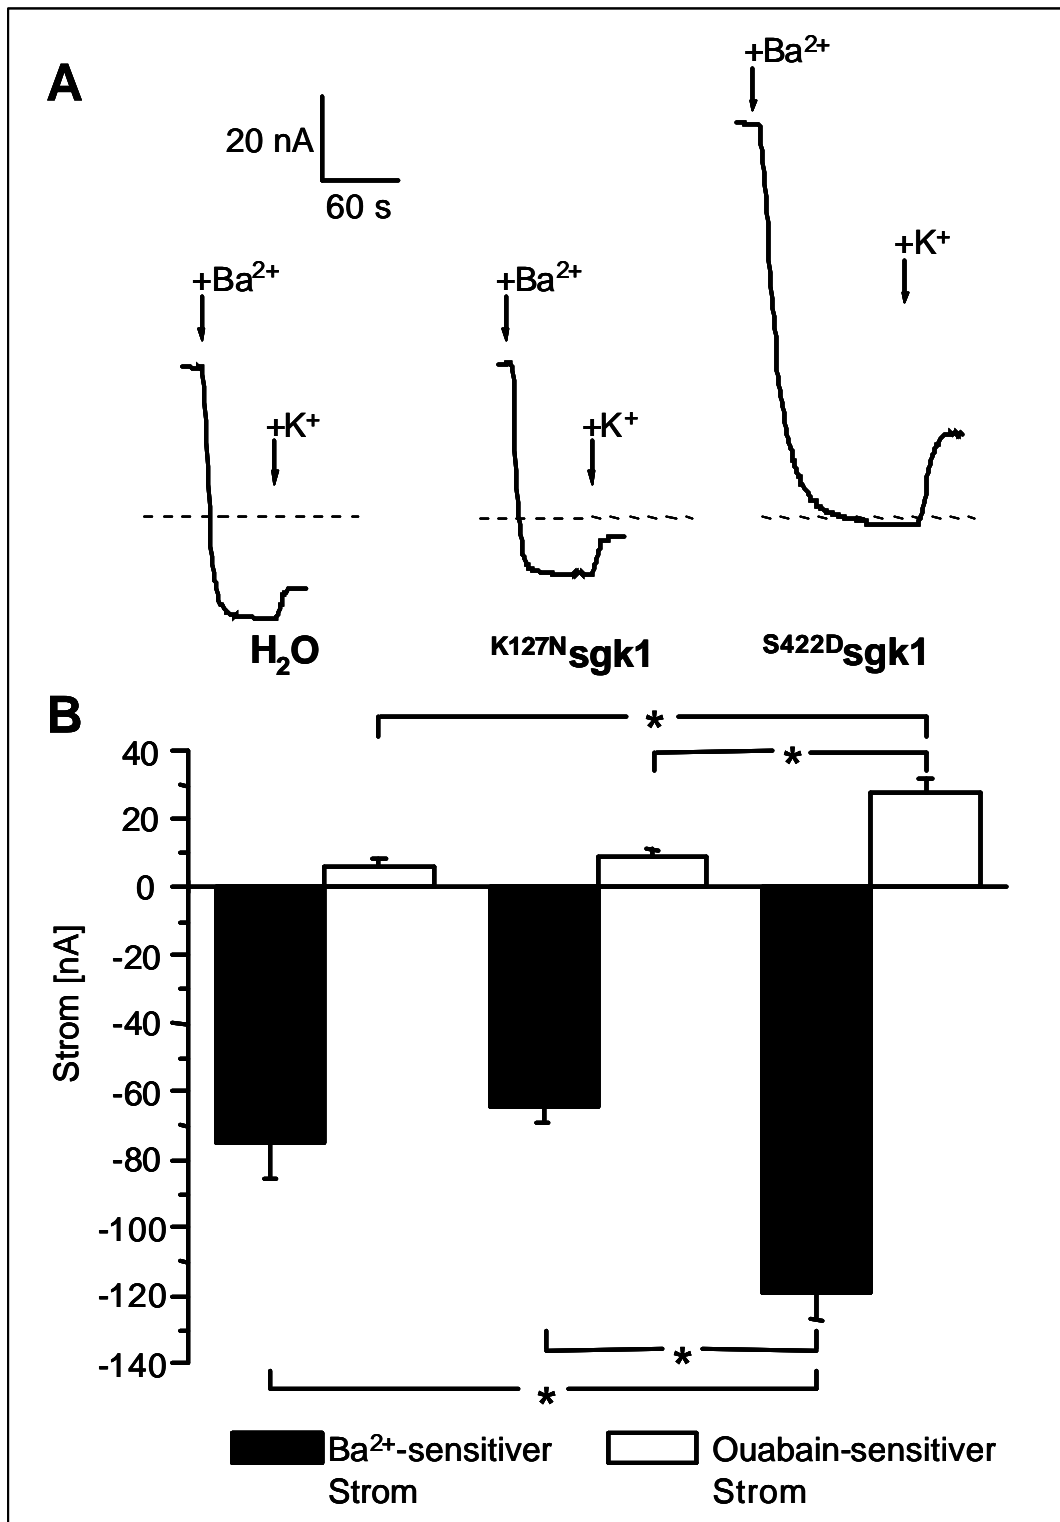 A
+Ba²⁺
20 nA
60 s
+K⁺
+Ba²⁺
+Ba²⁺
+K⁺
+K⁺
H₂O
K127Nsgk1
S422Dsgk1
B
*
*
40
20
0
-20
-40
-60
-80
-100
-120
-140
Strom [nA]
*
*
Ba²⁺-sensitiver
Strom
Ouabain-sensitiver
Strom